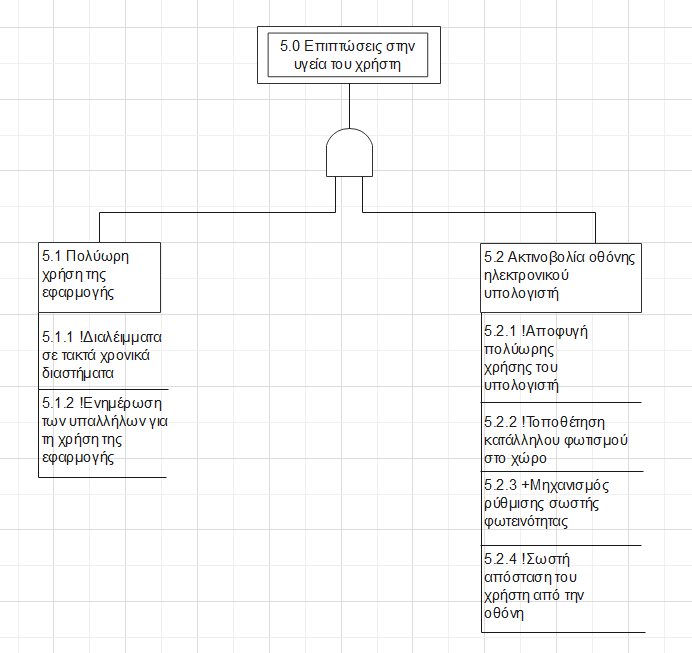 5.0 Επιπτώσεις στην
υγεία του χρήστη
5.1 Πολύωρη
χρήση της
εφαρμογής
5.1.1 !Διαλέιμματα
σε τακτά χρονικά
διαστήματα
5.1.2 !Ενημέρωση
των υπαλλήλων για
τη χρήση της
εφαρμογής
5.2 Ακτινοβολία οθόνης
ηλεκτρονικού
υπολογιστή
5.2.1 !Αποφυγή
πολύωρης
χρήσης του
υπολογιστή
5.2.2 !Τοποθέτηση
κατάλληλου φωτισμού
στο χώρο
5.2.3 +Μηχανισμός
ρύθμισης σωστής
φωτεινότητας
5.2.4 !Σωστή
απόσταση του
χρήστη από την
οθόνη